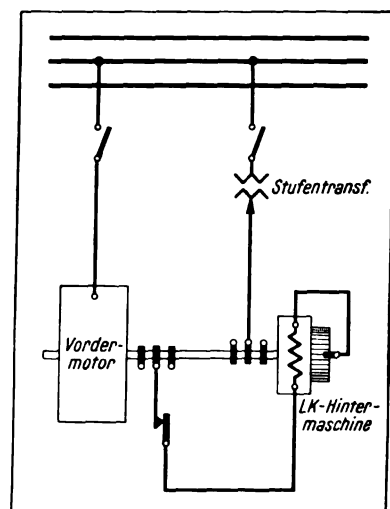 Stufentransf.
Vorder-
motor
LK-Hinter-
maschine